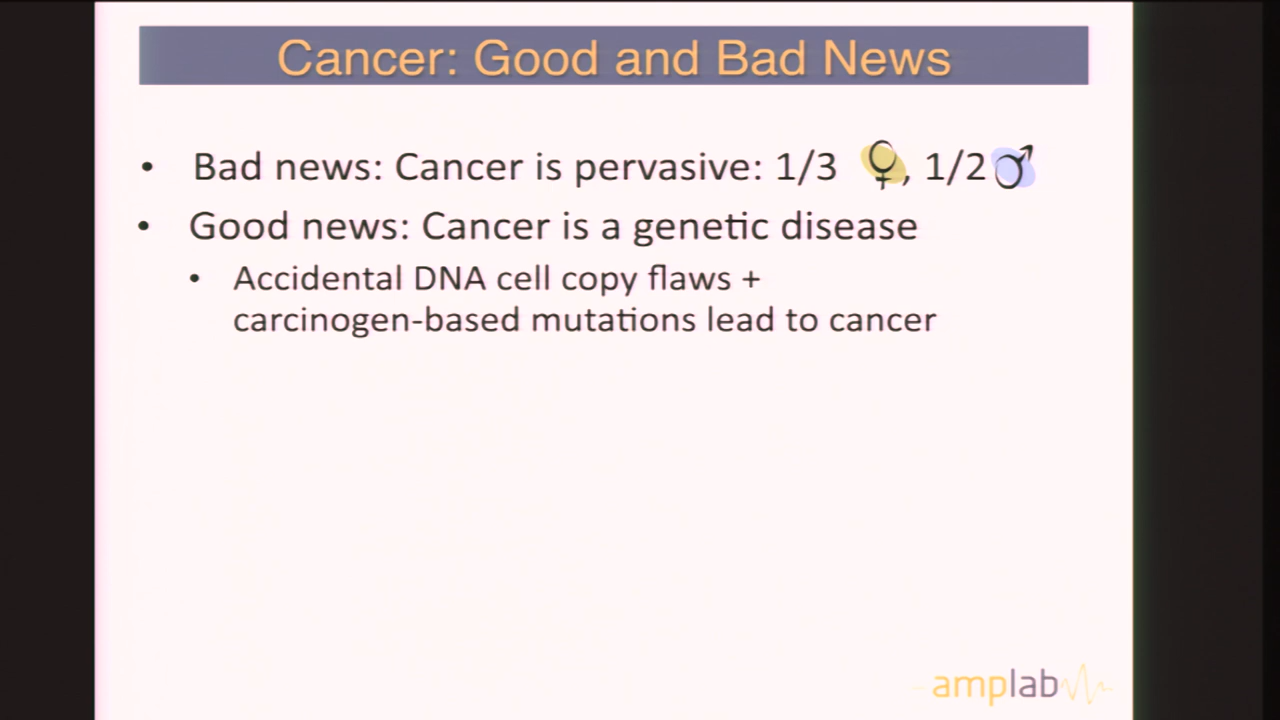 Cancer: Good and Bad News
• Bad news: Cancer is pervasive: 1/3 ♀, 1/2 ♂
• Good news: Cancer is a genetic disease
• Accidental DNA cell copy flaws +
carcinogen-based mutations lead to cancer
amplab